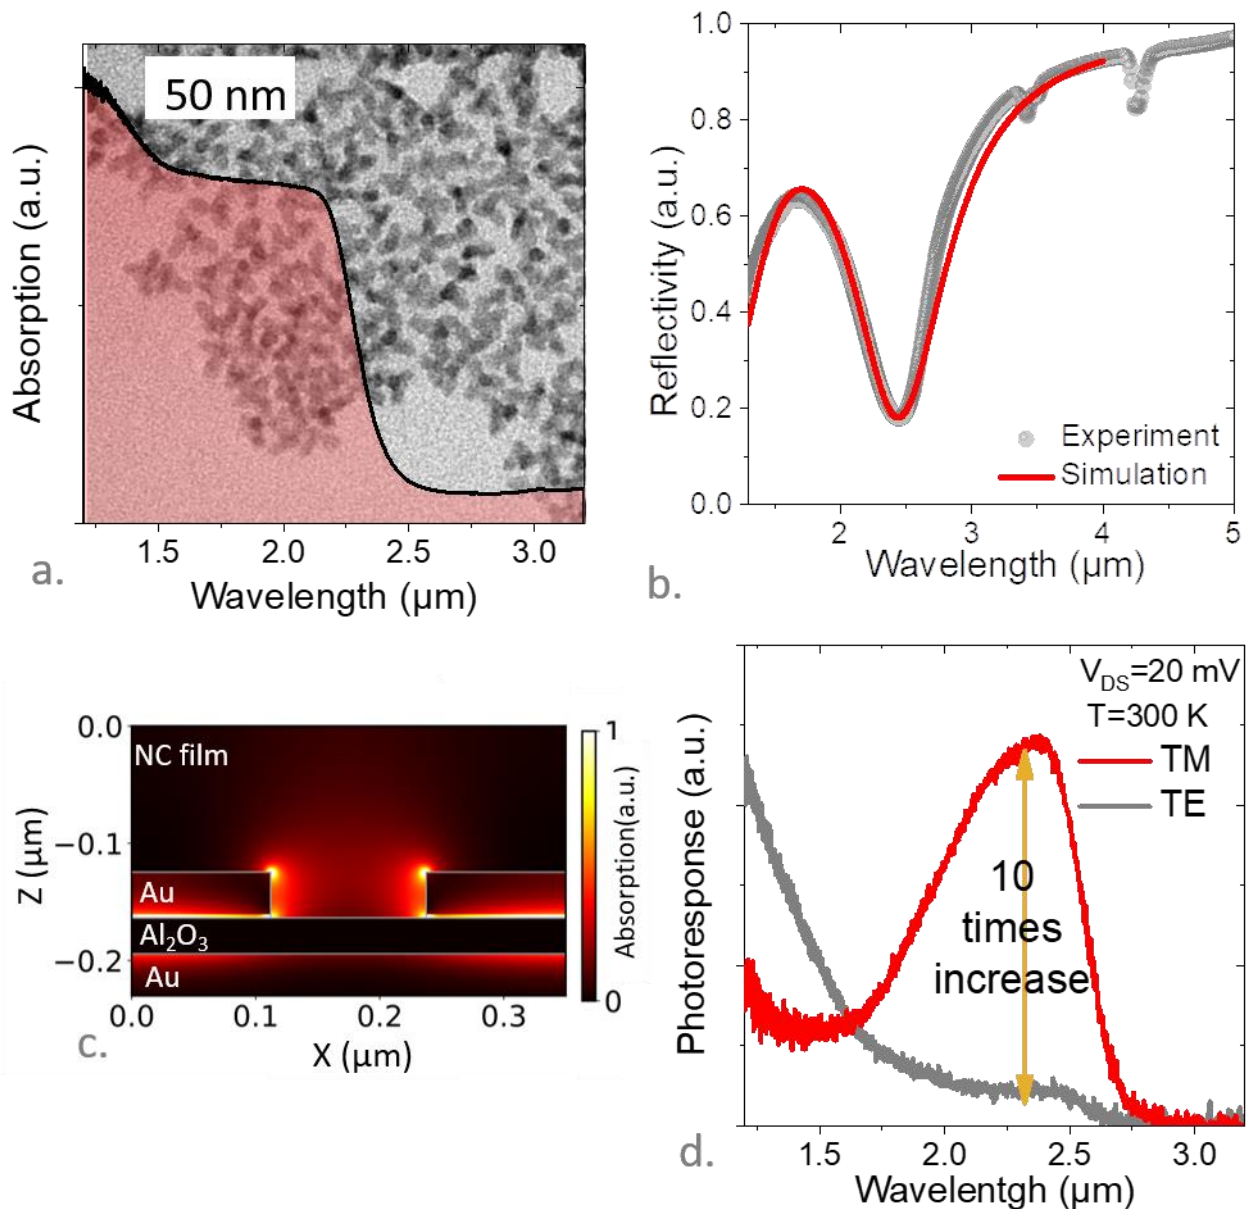 50 nm
Absorption (a.u.)
1.5 2.0 2.5 3.0
Wavelength (µm)
a.
1.0
0.8
0.6
0.4
0.2
0.0
Reflectivity (a.u.)
Experiment
Simulation
2 3 4 5
Wavelength (µm)
b.
0.0
−0.1
−0.2
Z (µm)
NC film
Au
Al₂O₃
Au
0.0 0.1 0.2 0.3
X (µm)
1
0
Absorption(a.u.)
c.
Photoresponse (a.u.)
V_DS=20 mV
T=300 K
TM
TE
10
times
increase
1.5 2.0 2.5 3.0
Wavelentgh (µm)
d.